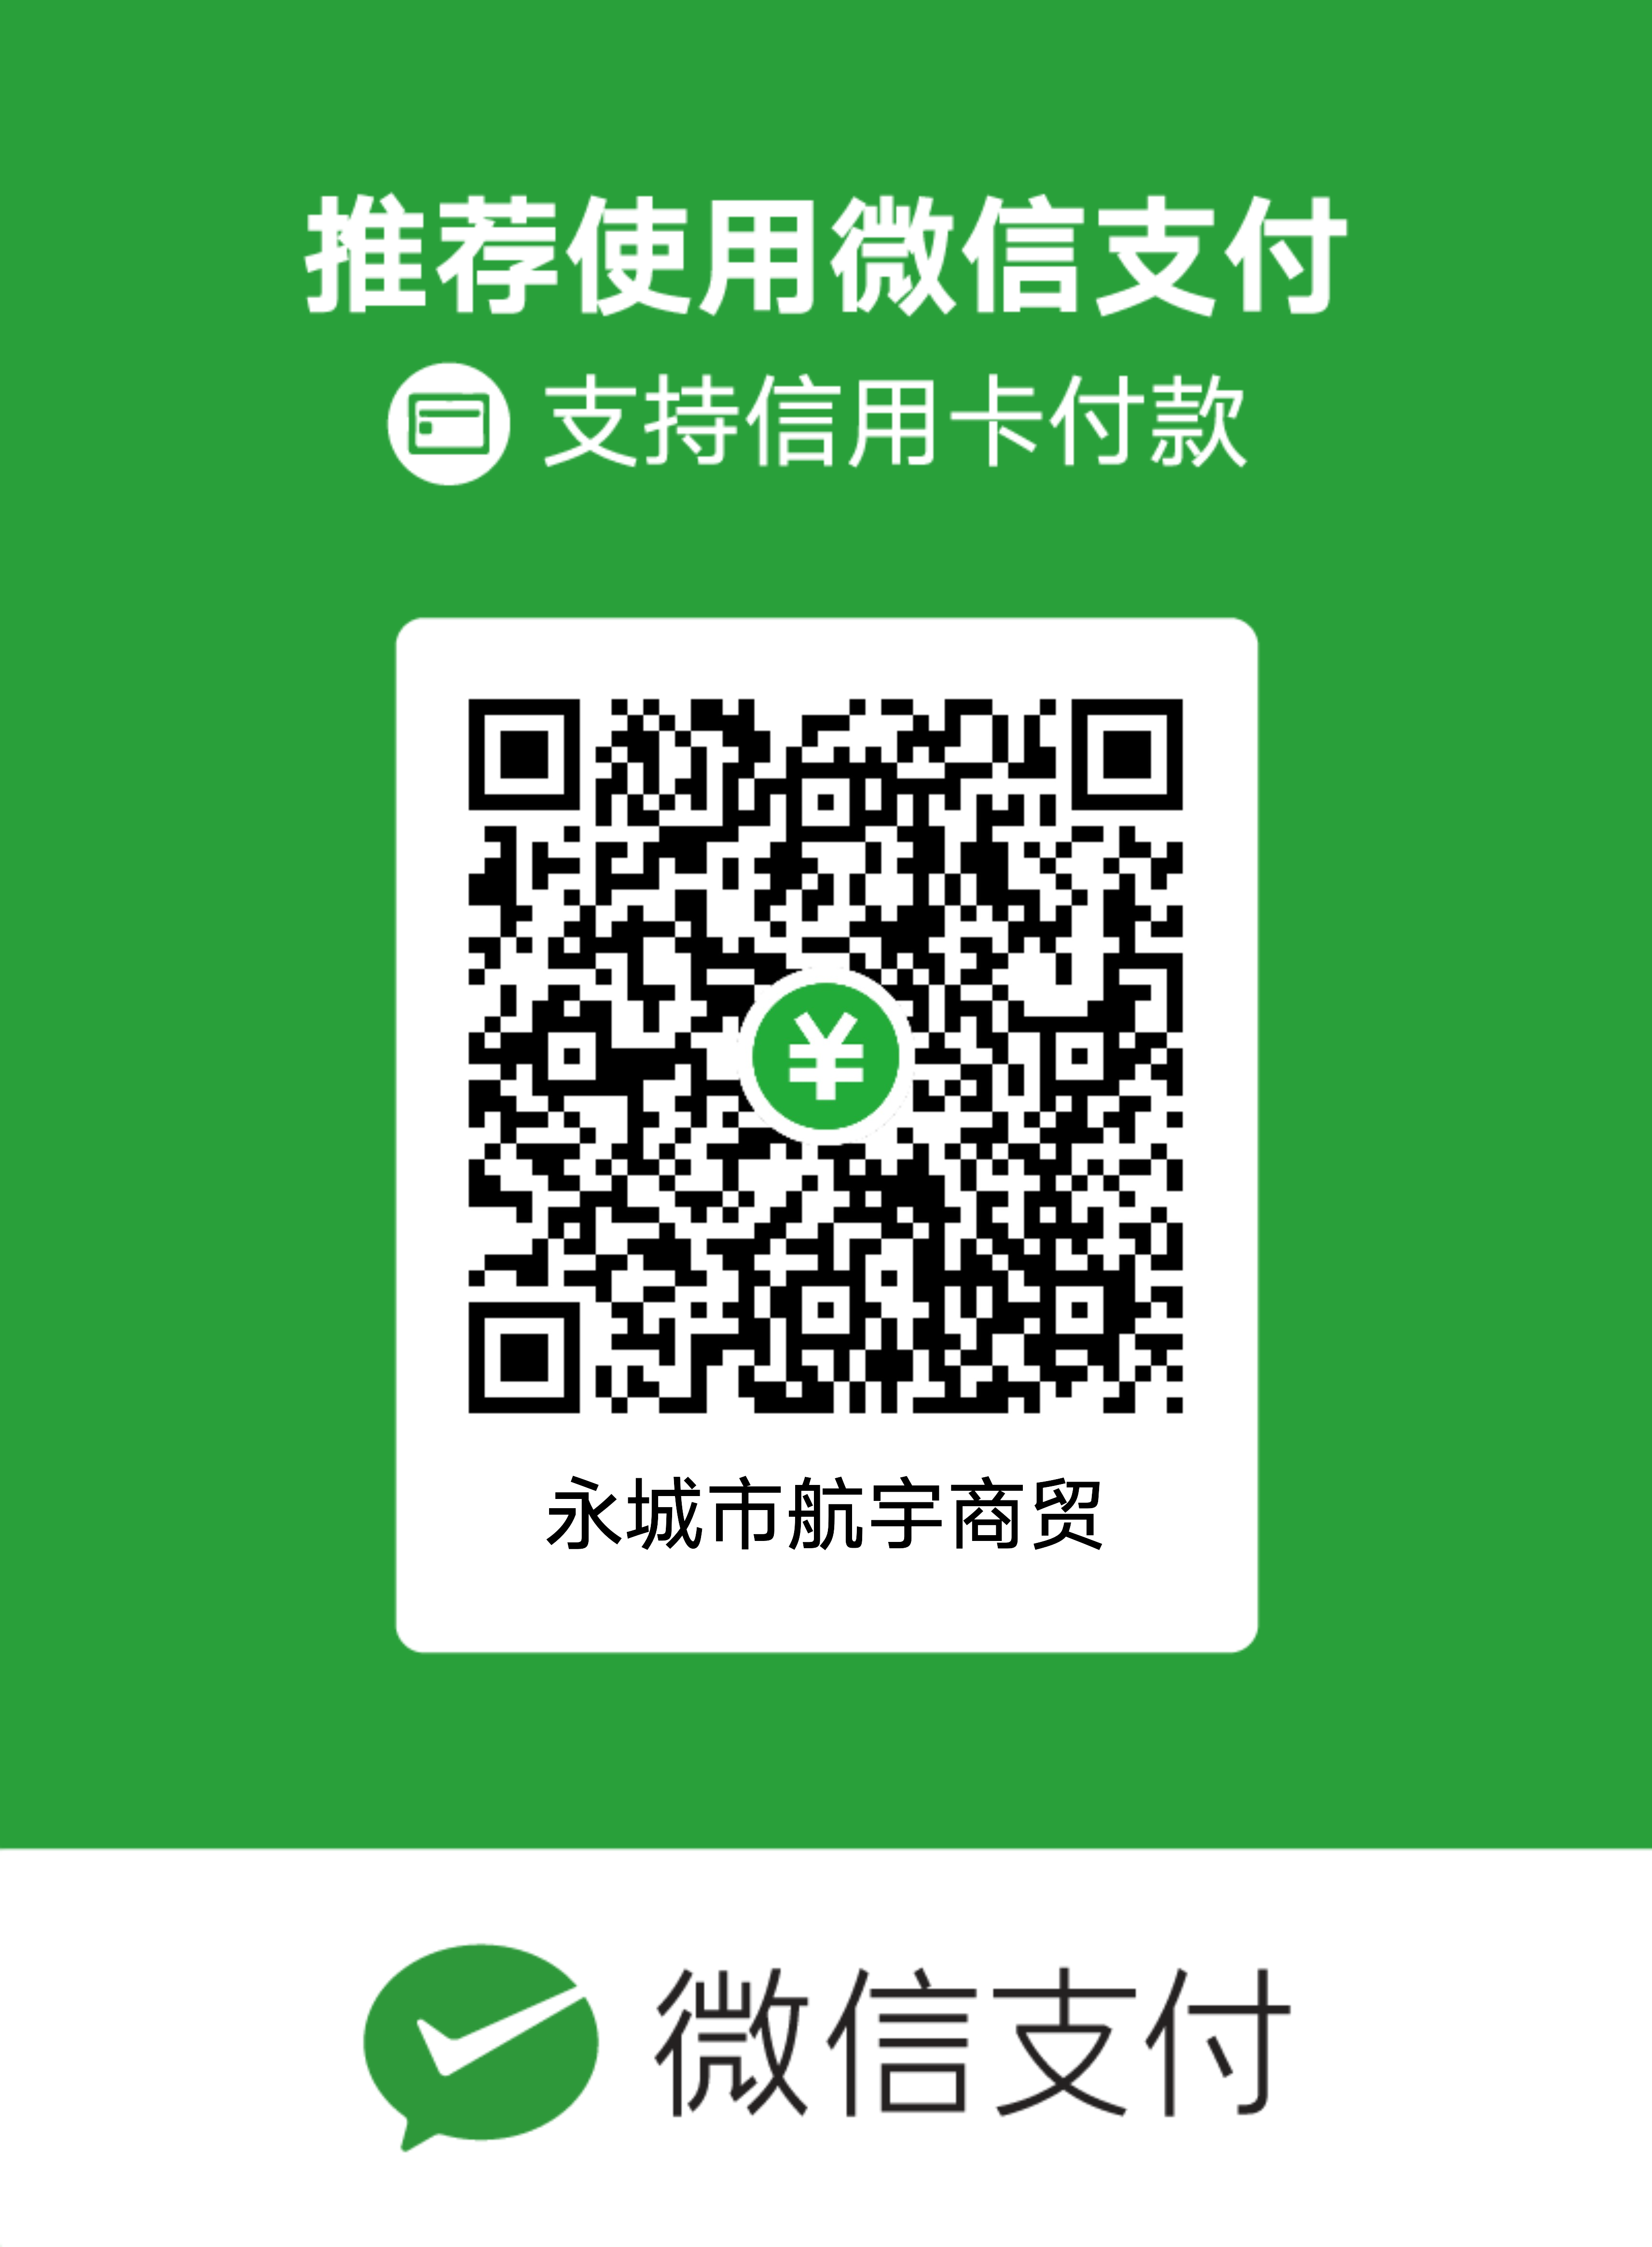 推荐使用微信支付
支持信用卡付款
¥
永城市航宇商贸
微信支付